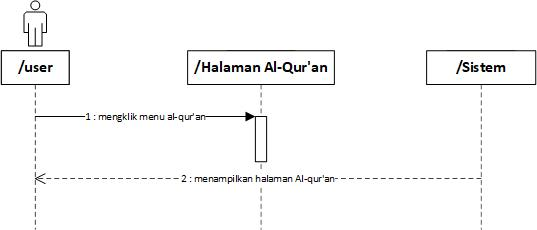 /user
/Halaman Al-Qur'an
/Sistem
1 : mengklik menu al-qur'an
2 : menampilkan halaman Al-qur'an